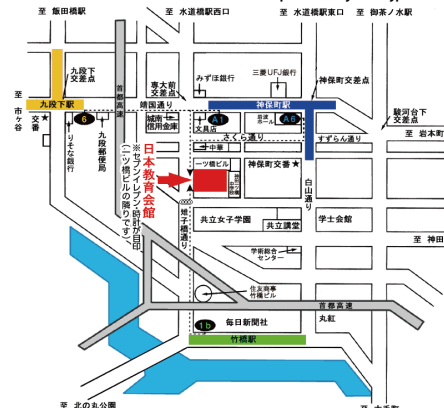 至 飯田橋駅
至 水道橋駅西口
至 水道橋駅東口
至 御茶ノ水駅
九段下
交差点
首都高速
専大前
交差点
みずほ銀行
三菱UFJ銀行
神保町交差点
至 市ヶ谷
九段下駅
靖国通り
神保町駅
駿河台下
交差点
交番★
6
城南
信用金庫
A1
文具店
岩波
ホール
A6
さくら通り
すずらん通り
至 岩本町
りそな銀行
九段郵便局
←中華
一ツ橋ビル
神保町交番★
白山通り
日本教育会館
※セブンイレブン・時計が目印
（一ツ橋ビルの隣りです）
雉子橋通り
共立女子学園
共立講堂
学士会館
学術総合
センター
至 神田
住友商事
竹橋ビル
首都高速
丸紅
1b
毎日新聞社
竹橋駅
至 北の丸公園